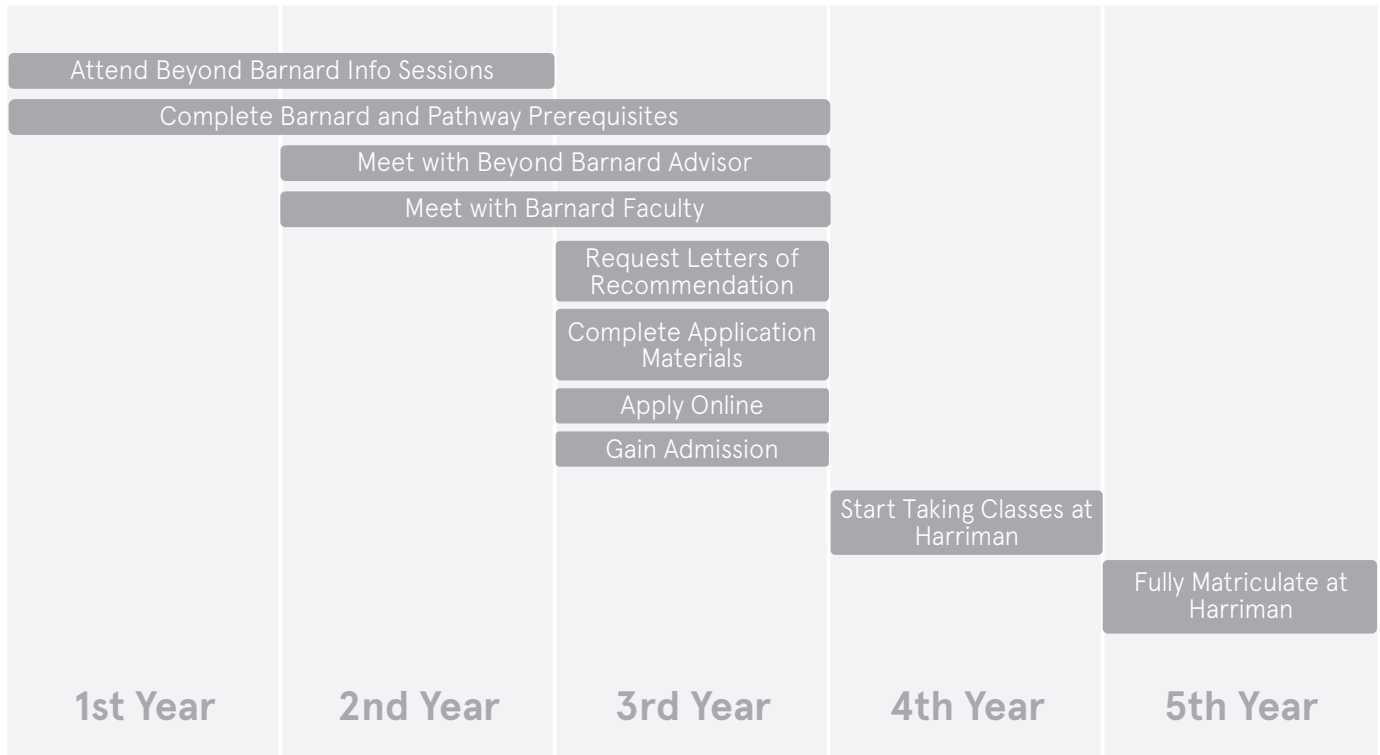 Attend Beyond Barnard Info Sessions
Complete Barnard and Pathway Prerequisites
Meet with Beyond Barnard Advisor
Meet with Barnard Faculty
Request Letters of
Recommendation
Complete Application
Materials
Apply Online
Gain Admission
Start Taking Classes at
Harriman
Fully Matriculate at
Harriman
1st Year
2nd Year
3rd Year
4th Year
5th Year